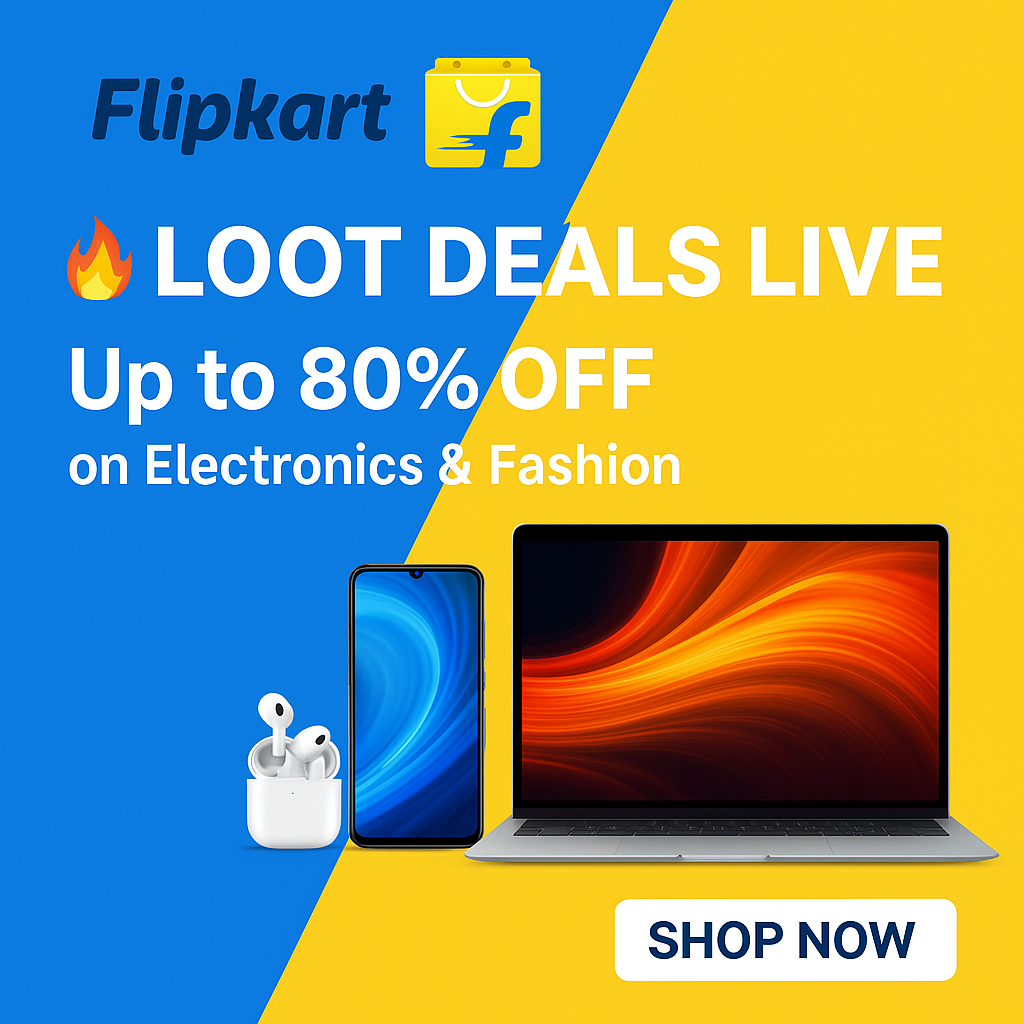 Flipkart
f
🔥 LOOT DEALS LIVE
Up to 80% OFF
on Electronics & Fashion
SHOP NOW